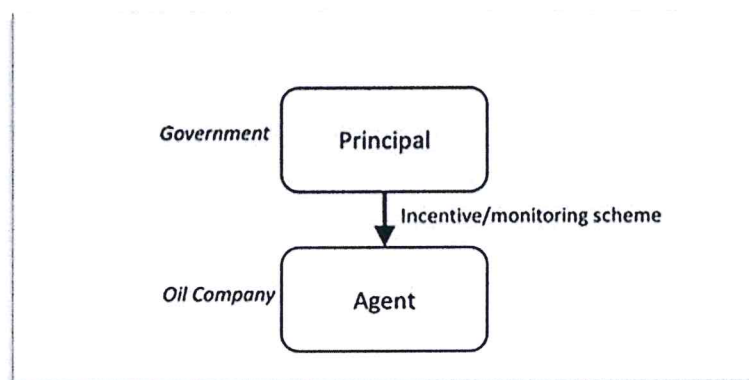 Government
Principal
Incentive/monitoring scheme
Oil Company
Agent